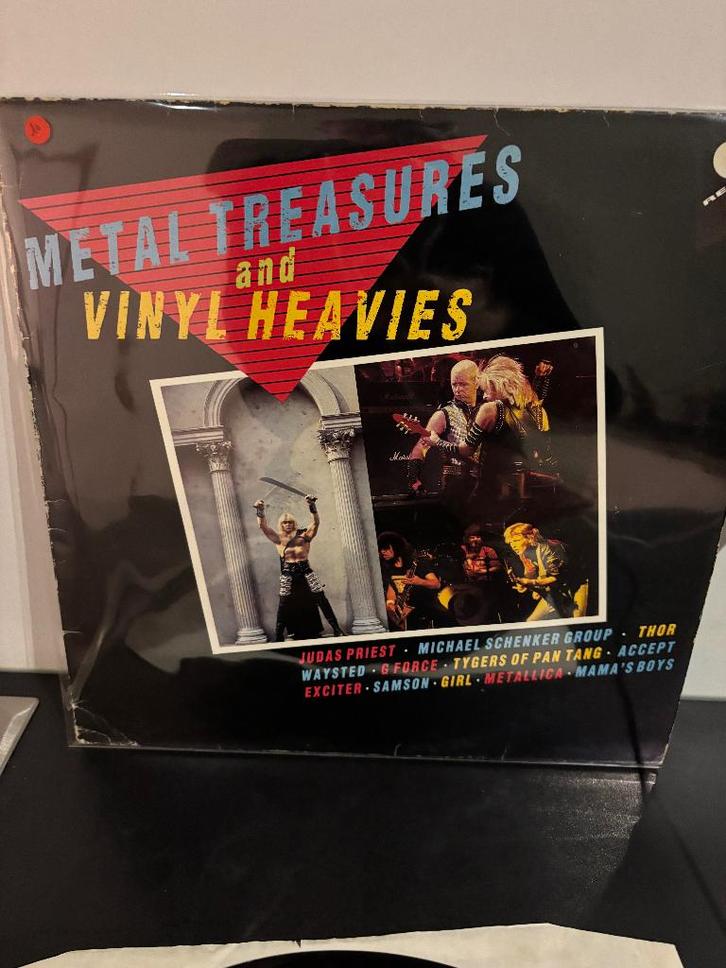 METAL TREASURES
and
VINYL HEAVIES
JUDAS PRIEST · MICHAEL SCHENKER GROUP · THOR
WAYSTED · G FORCE · TYGERS OF PAN TANG · ACCEPT
EXCITER · SAMSON · GIRL · METALLICA · MAMA'S BOYS